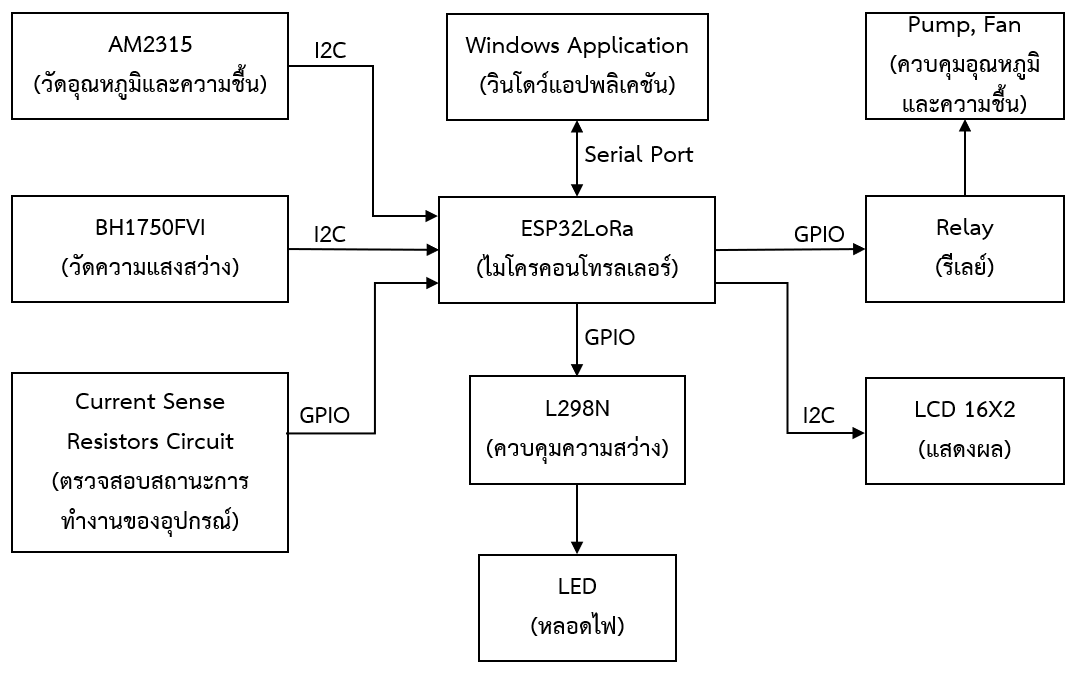 AM2315
(วัดอุณหภูมิและความชื้น)
I2C
Windows Application
(วินโดว์แอปพลิเคชัน)
Pump, Fan
(ควบคุมอุณหภูมิ
และความชื้น)
Serial Port
BH1750FVI
(วัดความแสงสว่าง)
I2C
ESP32LoRa
(ไมโครคอนโทรลเลอร์)
GPIO
Relay
(รีเลย์)
GPIO
Current Sense
Resistors Circuit
(ตรวจสอบสถานะการ
ทำงานของอุปกรณ์)
GPIO
L298N
(ควบคุมความสว่าง)
I2C
LCD 16X2
(แสดงผล)
LED
(หลอดไฟ)